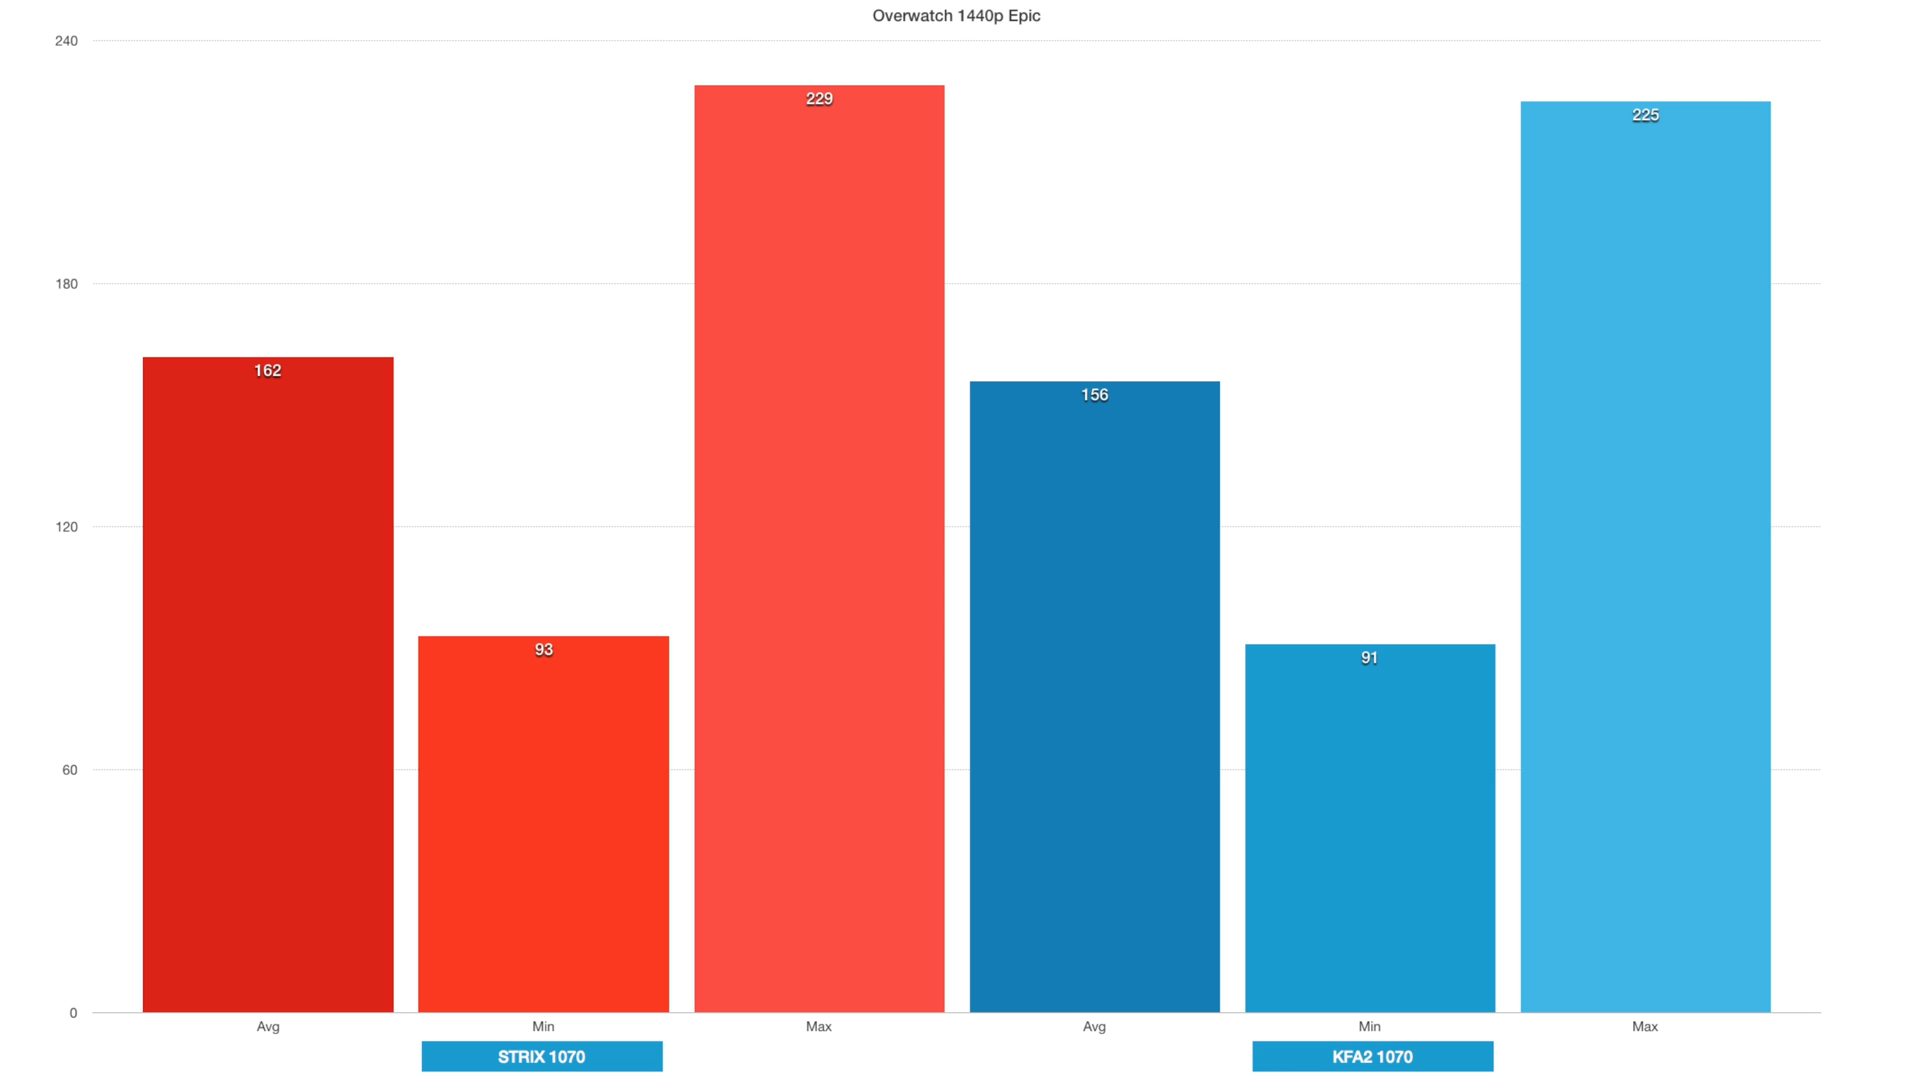 Overwatch 1440p Epic
240
180
120
60
0
162
93
229
156
91
225
Avg
Min
Max
Avg
Min
Max
STRIX 1070
KFA2 1070